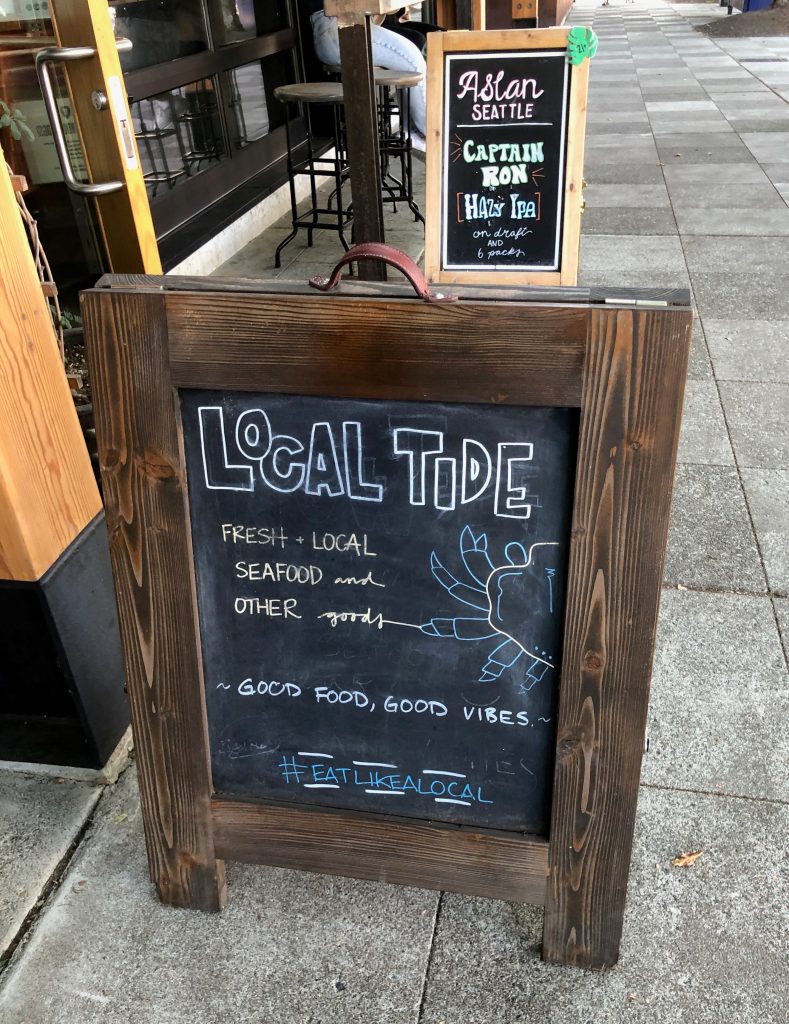 Aslan
SEATTLE
CAPTAIN
RON
[HAZY IPA]
on draft
AND
6 packs
21+
LOCAL TIDE
FRESH + LOCAL
SEAFOOD and
OTHER goods
~ GOOD FOOD, GOOD VIBES. ~
#EATLIKEALOCAL